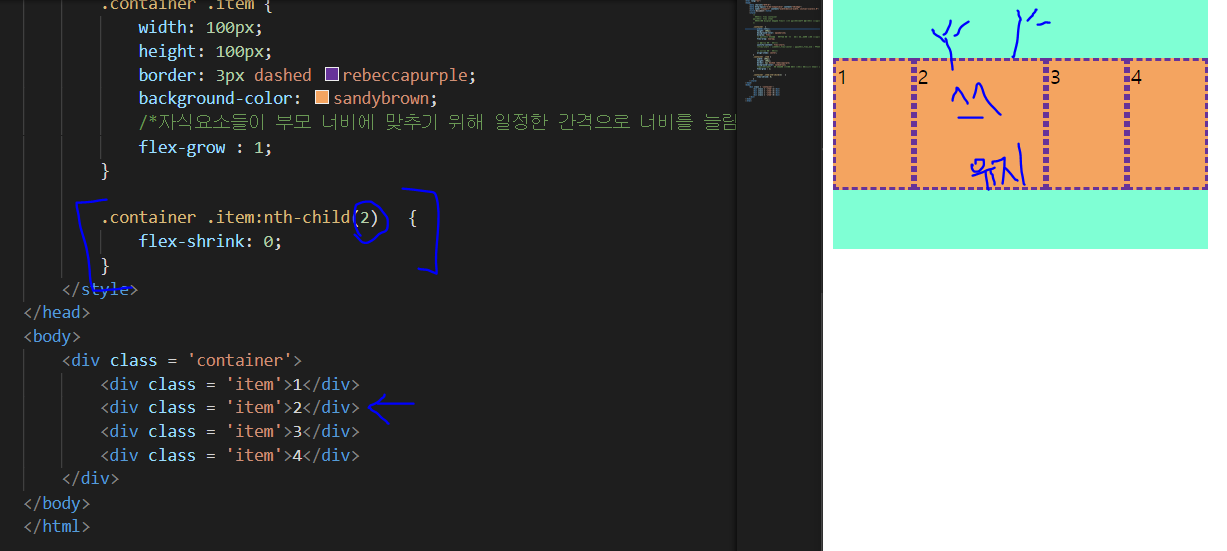 .container .item {
width: 100px;
height: 100px;
border: 3px dashed rebeccapurple;
background-color: sandybrown;
/*자식요소들이 부모 너비에 맞추기 위해 일정한 간격으로 너비를 늘림
flex-grow : 1;
}
.container .item:nth-child(2) {
flex-shrink: 0;
}
</style>
</head>
<body>
<div class = 'container'>
<div class = 'item'>1</div>
<div class = 'item'>2</div>
<div class = 'item'>3</div>
<div class = 'item'>4</div>
</div>
</body>
</html>
1 2 3 4
유지